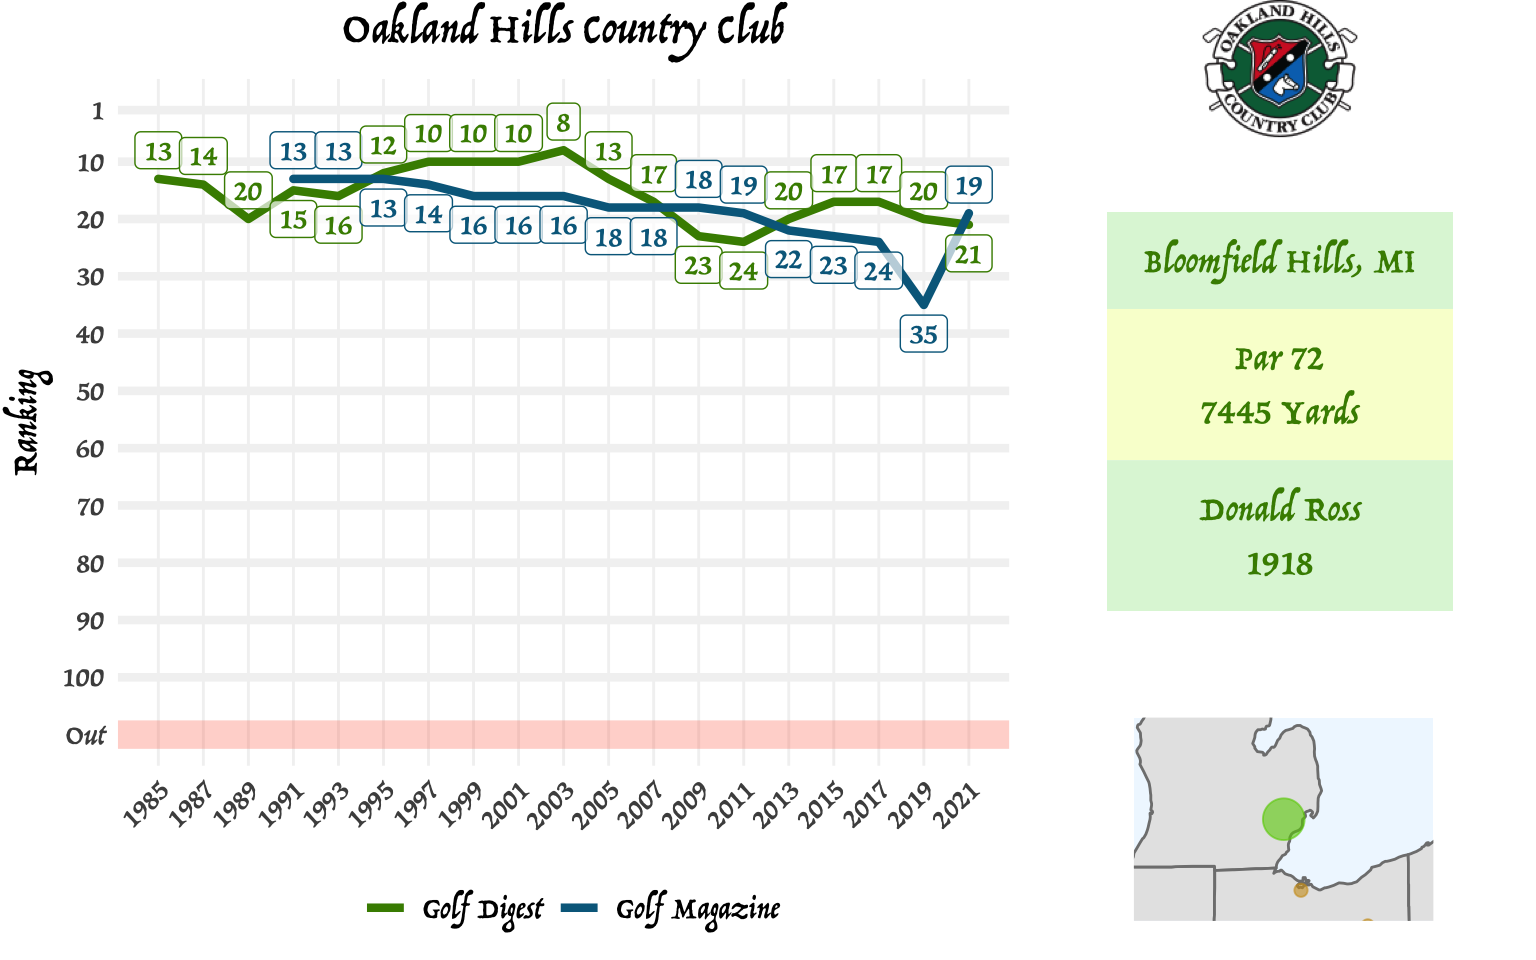 Oakland Hills Country Club
OAKLAND HILLS
COUNTRY CLUB
Ranking
1
10
20
30
40
50
60
70
80
90
100
Out
13 14 20 15 16 12 10 10 10 8 13 17 23 24 20 17 17 20 21
13 13 13 14 16 16 16 18 18 18 19 22 23 24 35 19
1985 1987 1989 1991 1993 1995 1997 1999 2001 2003 2005 2007 2009 2011 2013 2015 2017 2019 2021
Golf Digest Golf Magazine
Bloomfield Hills, MI
Par 72
7445 Yards
Donald Ross
1918